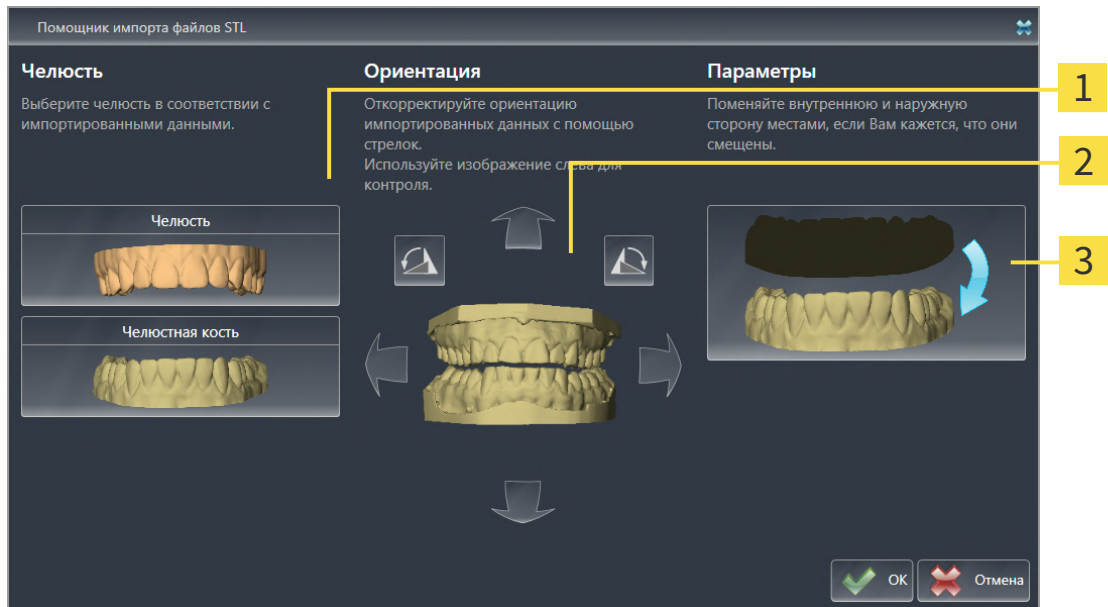 Помощник импорта файлов STL
Челюсть
Выберите челюсть в соответствии с
импортированными данными.
Челюсть
Челюстная кость
Ориентация
Откорректируйте ориентацию
импортированных данных с помощью
стрелок.
Используйте изображение слева для
контроля.
Параметры
Поменяйте внутреннюю и наружную
сторону местами, если Вам кажется, что они
смещены.
1
2
3
OK
Отмена